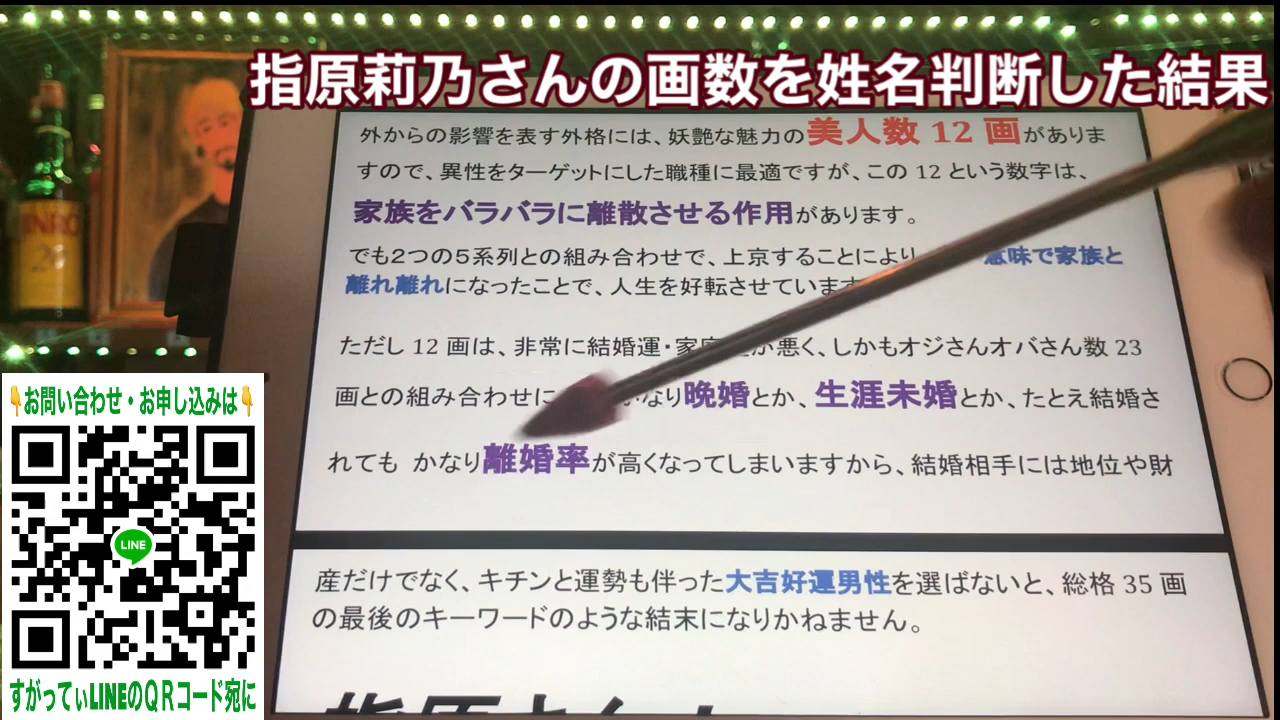 指原莉乃さんの画数を姓名判断した結果
外からの影響を表す外格には、妖艶な魅力の美人数 12 画がありま
すので、異性をターゲットにした職種に最適ですが、この 12 という数字は、
家族をバラバラに離散させる作用があります。
でも2つの5系列との組み合わせで、上京することにより 意味で家族と
離れ離れになったことで、人生を好転させています
ただし 12 画は、非常に結婚運・家庭 が悪く、しかもオジさんオバさん数 23
画との組み合わせに なり晩婚とか、生涯未婚とか、たとえ結婚さ
れても かなり離婚率が高くなってしまいますから、結婚相手には地位や財
産だけでなく、キチンと運勢も伴った大吉好運男性を選ばないと、総格 35 画
の最後のキーワードのような結末になりかねません。
👇お問い合わせ・お申し込みは👇
LINE
すがってぃLINEのQRコード宛に